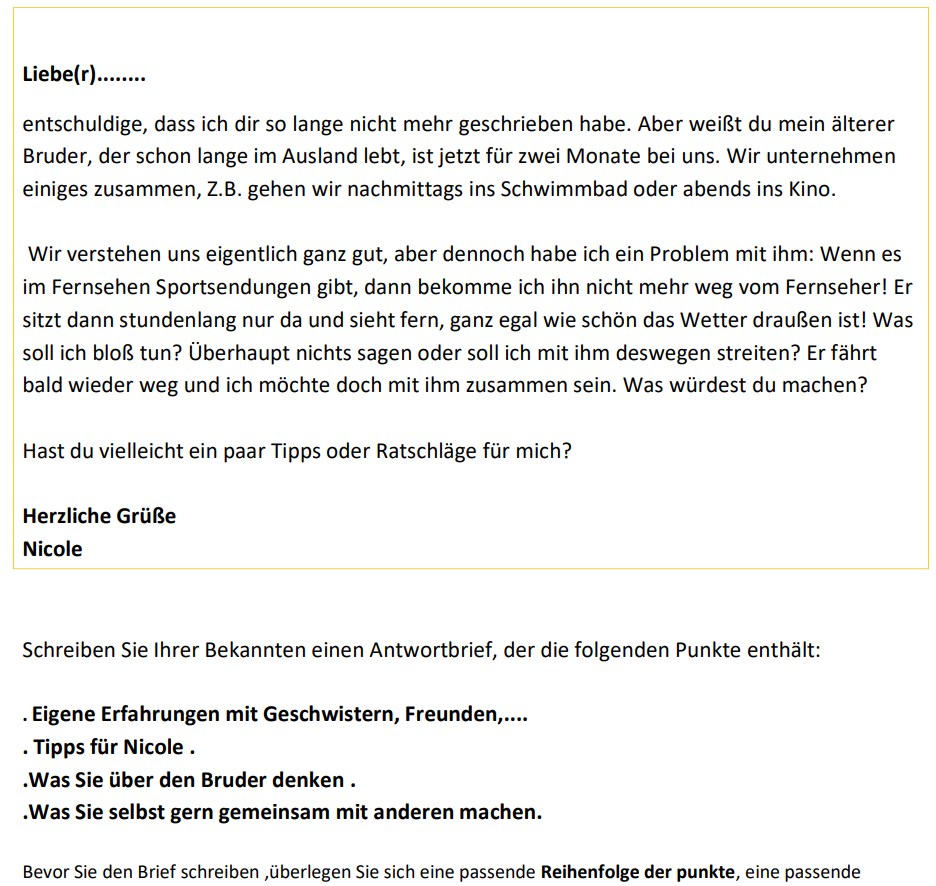 Liebe(r)........
entschuldige, dass ich dir so lange nicht mehr geschrieben habe. Aber weißt du mein älterer
Bruder, der schon lange im Ausland lebt, ist jetzt für zwei Monate bei uns. Wir unternehmen
einiges zusammen, Z.B. gehen wir nachmittags ins Schwimmbad oder abends ins Kino.
Wir verstehen uns eigentlich ganz gut, aber dennoch habe ich ein Problem mit ihm: Wenn es
im Fernsehen Sportsendungen gibt, dann bekomme ich ihn nicht mehr weg vom Fernseher! Er
sitzt dann stundenlang nur da und sieht fern, ganz egal wie schön das Wetter draußen ist! Was
soll ich bloß tun? Überhaupt nichts sagen oder soll ich mit ihm deswegen streiten? Er fährt
bald wieder weg und ich möchte doch mit ihm zusammen sein. Was würdest du machen?
Hast du vielleicht ein paar Tipps oder Ratschläge für mich?
Herzliche Grüße
Nicole
Schreiben Sie Ihrer Bekannten einen Antwortbrief, der die folgenden Punkte enthält:
. Eigene Erfahrungen mit Geschwistern, Freunden,....
. Tipps für Nicole .
.Was Sie über den Bruder denken .
.Was Sie selbst gern gemeinsam mit anderen machen.
Bevor Sie den Brief schreiben ,überlegen Sie sich eine passende Reihenfolge der punkte, eine passende